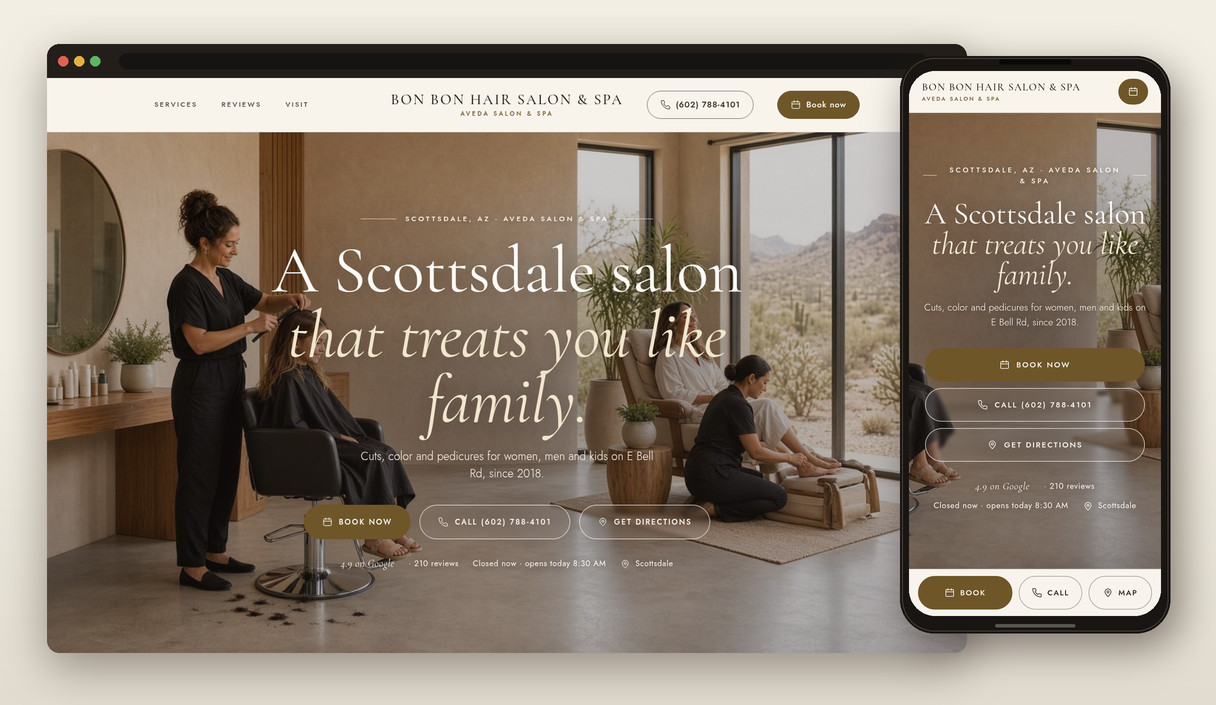 SERVICES REVIEWS VISIT
BON BON HAIR SALON & SPA
AVEDA SALON & SPA
(602) 788-4101
Book now
SCOTTSDALE, AZ · AVEDA SALON & SPA
A Scottsdale salon
that treats you like
family.
Cuts, color and pedicures for women, men and kids on E Bell
Rd, since 2018.
BOOK NOW
CALL (602) 788-4101
GET DIRECTIONS
4.9 on Google · 210 reviews Closed now · opens today 8:30 AM Scottsdale
BON BON HAIR SALON & SPA
AVEDA SALON & SPA
SCOTTSDALE, AZ · AVEDA SALON
& SPA
A Scottsdale salon
that treats you like
family.
Cuts, color and pedicures for women, men and kids on
E Bell Rd, since 2018.
BOOK NOW
CALL (602) 788-4101
GET DIRECTIONS
4.9 on Google · 210 reviews
Closed now · opens today 8:30 AM Scottsdale
BOOK CALL MAP